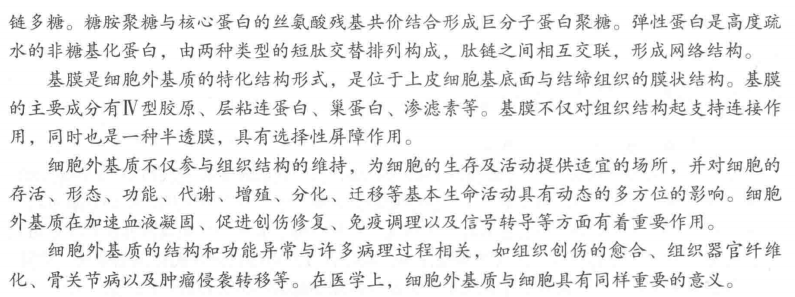 链多糖。糖胺聚糖与核心蛋白的丝氨酸残基共价结合形成巨分子蛋白聚糖。弹性蛋白是高度疏
水的非糖基化蛋白，由两种类型的短肽交替排列构成，肽链之间相互交联，形成网络结构。
基膜是细胞外基质的特化结构形式，是位于上皮细胞基底面与结缔组织的膜状结构。基膜
的主要成分有Ⅳ型胶原、层粘连蛋白、巢蛋白、渗滤素等。基膜不仅对组织结构起支持连接作
用，同时也是一种半透膜，具有选择性屏障作用。
细胞外基质不仅参与组织结构的维持，为细胞的生存及活动提供适宜的场所，并对细胞的
存活、形态、功能、代谢、增殖、分化、迁移等基本生命活动具有动态的多方位的影响。细胞
外基质在加速血液凝固、促进创伤修复、免疫调理以及信号转导等方面有着重要作用。
细胞外基质的结构和功能异常与许多病理过程相关，如组织创伤的愈合、组织器官纤维
化、骨关节病以及肿瘤侵袭转移等。在医学上，细胞外基质与细胞具有同样重要的意义。